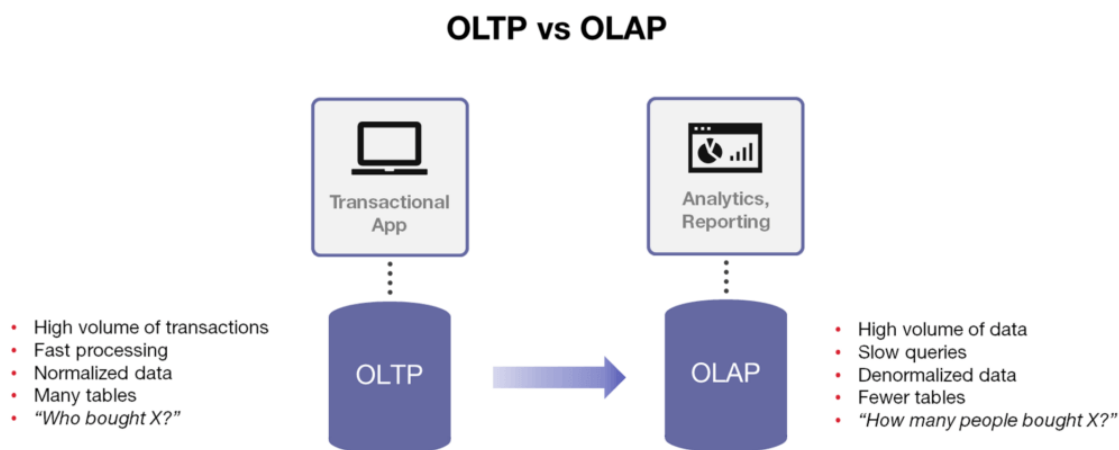 OLTP vs OLAP
Transactional
App
Analytics,
Reporting
• High volume of transactions
• Fast processing
• Normalized data
• Many tables
• “Who bought X?”
OLTP
OLAP
• High volume of data
• Slow queries
• Denormalized data
• Fewer tables
• “How many people bought X?”